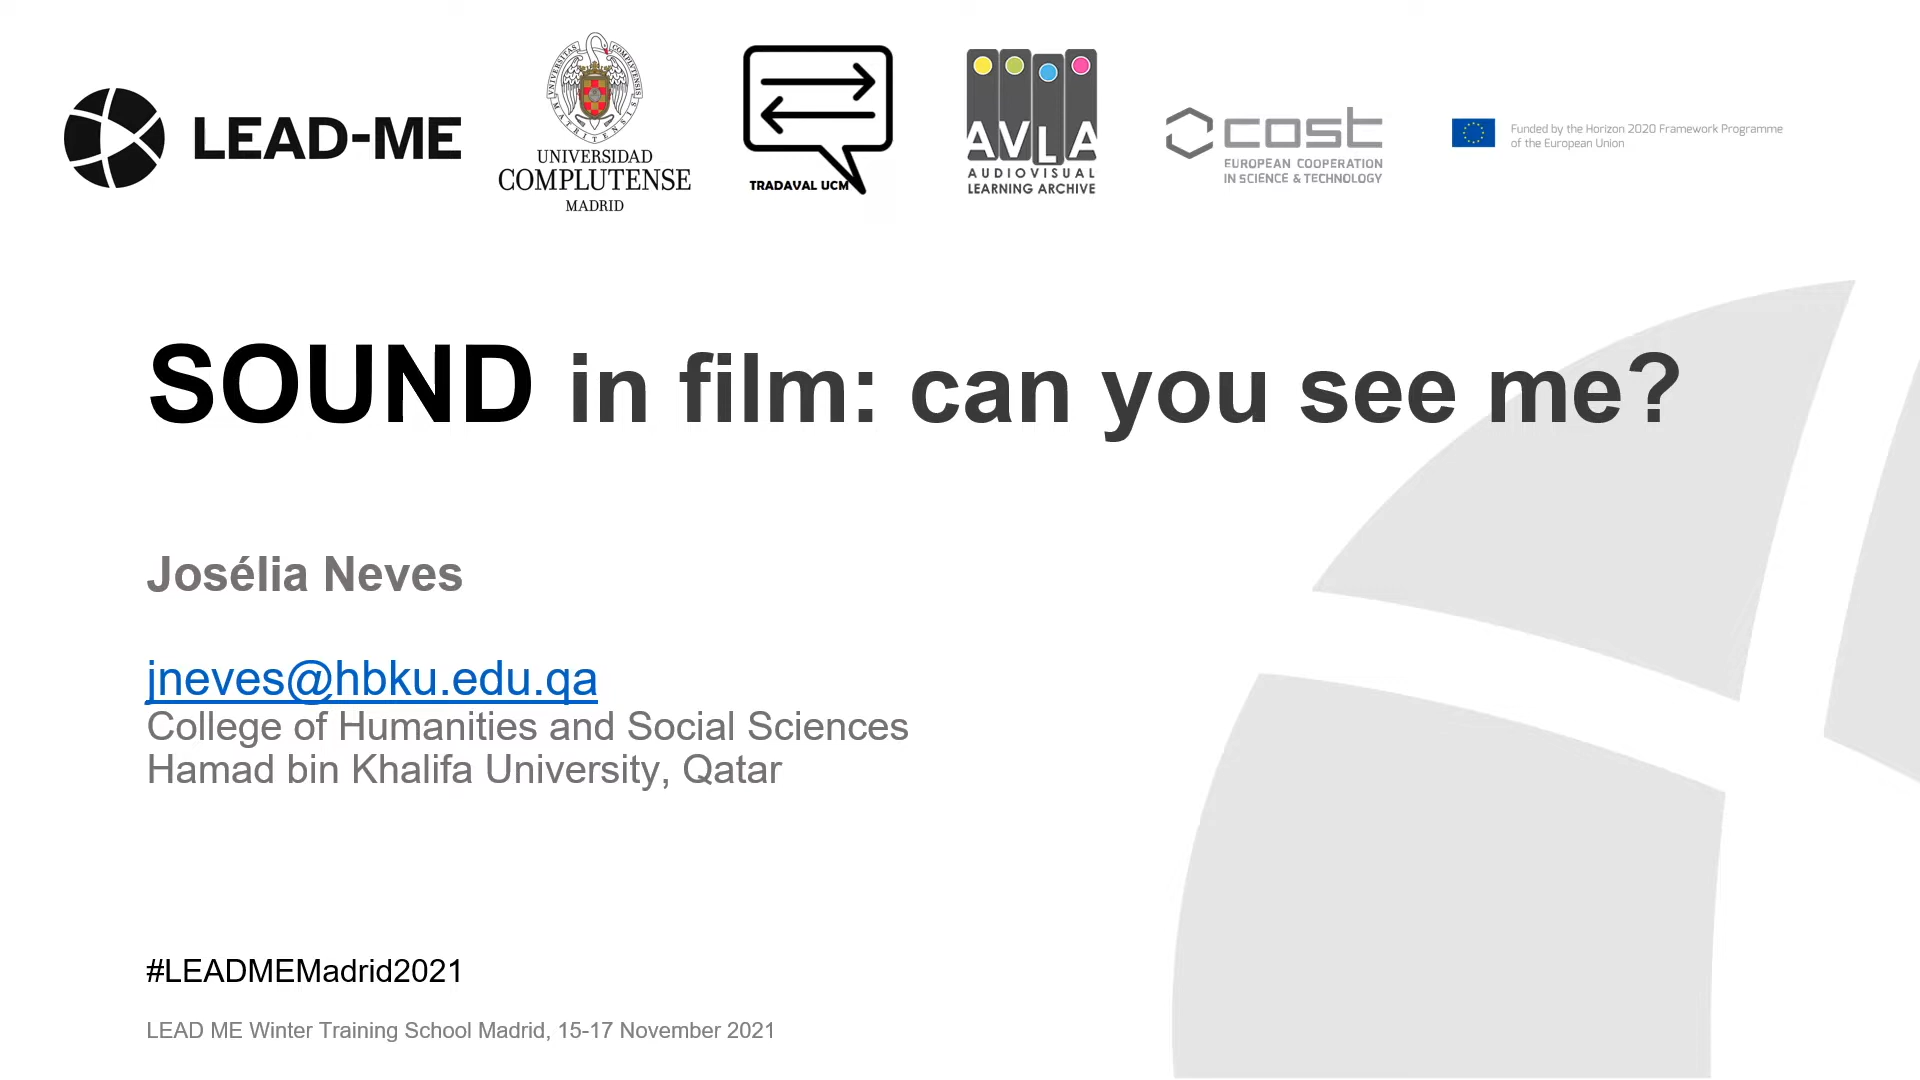 LEAD-ME
UNIVERSIDAD
COMPLUTENSE
MADRID
TRADAVAL UCM
AVLA
AUDIOVISUAL
LEARNING ARCHIVE
cost
EUROPEAN COOPERATION
IN SCIENCE & TECHNOLOGY
Funded by the Horizon 2020 Framework Programme
of the European Union
SOUND in film: can you see me?
Josélia Neves
jneves@hbku.edu.qa
College of Humanities and Social Sciences
Hamad bin Khalifa University, Qatar
#LEADMEMadrid2021
LEAD ME Winter Training School Madrid, 15-17 November 2021